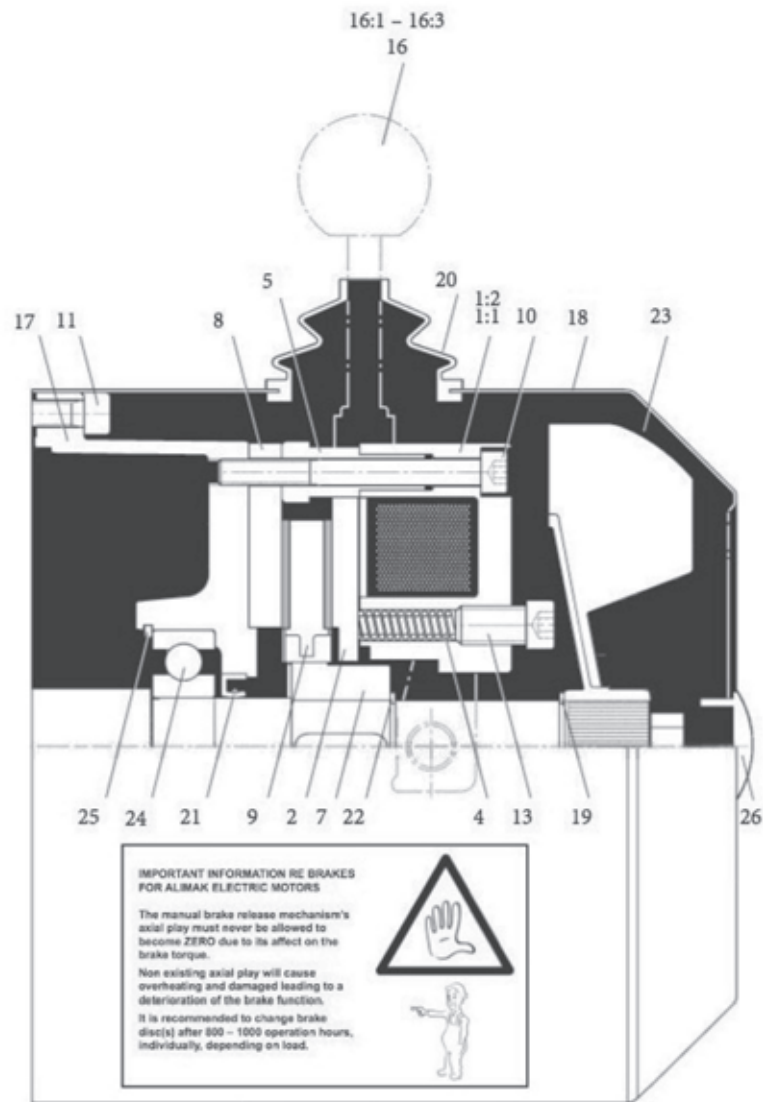 16:1 – 16:3
16
5
20
1:2
1:1
17
11
8
10
18
23
25
24
21
9
2
7
22
4
13
19
26
IMPORTANT INFORMATION RE BRAKES
FOR ALIMAK ELECTRIC MOTORS
The manual brake release mechanism's
axial play must never be allowed to
become ZERO due to its affect on the
brake torque.
Non existing axial play will cause
overheating and damaged leading to a
deterioration of the brake function.
It is recommended to change brake
disc(s) after 800 – 1000 operation hours,
individually, depending on load.